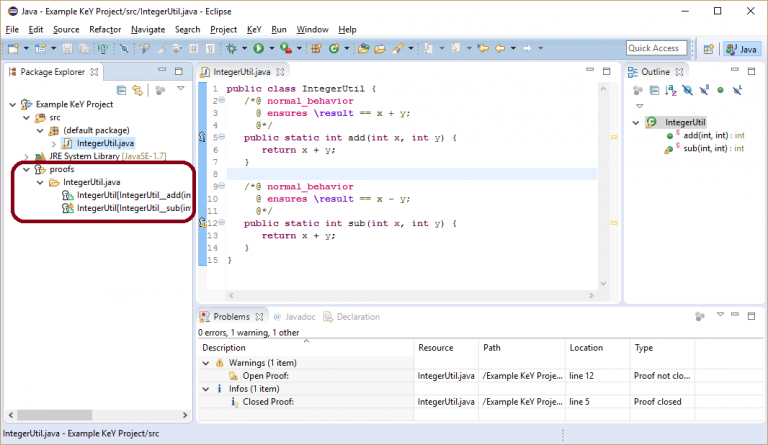 Java - Example KeY Project/src/IntegerUtil.java - Eclipse
File Edit Source Refactor Navigate Search Project KeY Run Window Help
Quick Access
Java
Package Explorer
Example KeY Project
src
(default package)
IntegerUtil.java
JRE System Library [JavaSE-1.7]
proofs
IntegerUtil.java
IntegerUtil[IntegerUtil__add(in
IntegerUtil[IntegerUtil__sub(in
IntegerUtil.java
1 public class IntegerUtil {
2 /*@ normal_behavior
3 @ ensures \result == x + y;
4 @*/
5 public static int add(int x, int y) {
6 return x + y;
7 }
8
9 /*@ normal_behavior
10 @ ensures \result == x - y;
11 @*/
12 public static int sub(int x, int y) {
13 return x + y;
14 }
15 }
Outline
IntegerUtil
add(int, int) : int
sub(int, int) : int
Problems @ Javadoc Declaration
0 errors, 1 warning, 1 other
Description Resource Path Location Type
Warnings (1 item)
Open Proof: IntegerUtil.java /Example KeY Proje... line 12 Proof not clo...
Infos (1 item)
Closed Proof: IntegerUtil.java /Example KeY Proje... line 5 Proof closed
IntegerUtil.java - Example KeY Project/src